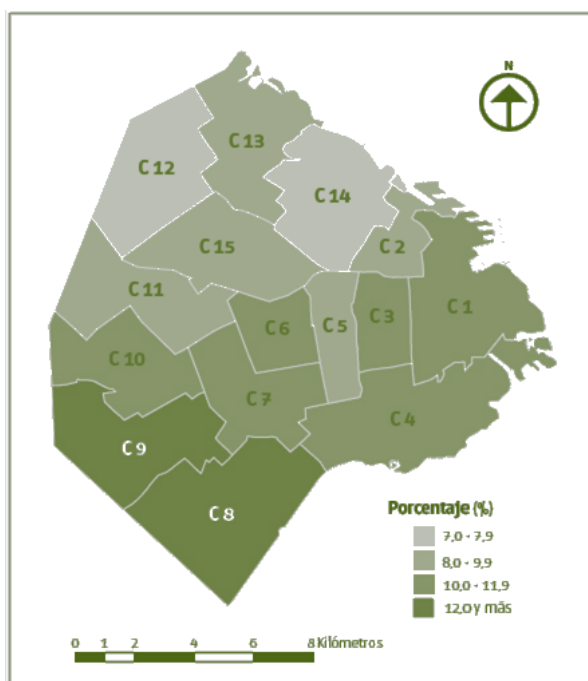 N
C 13
C 12
C 14
C 2
C 15
C 11
C 1
C 5
C 3
C 6
C 10
C 7
C 4
C 9
C 8
Porcentaje (%)
7,0 - 7,9
8,0 - 9,9
10,0 - 11,9
12,0 y más
0 1 2 4 6 8 Kilómetros